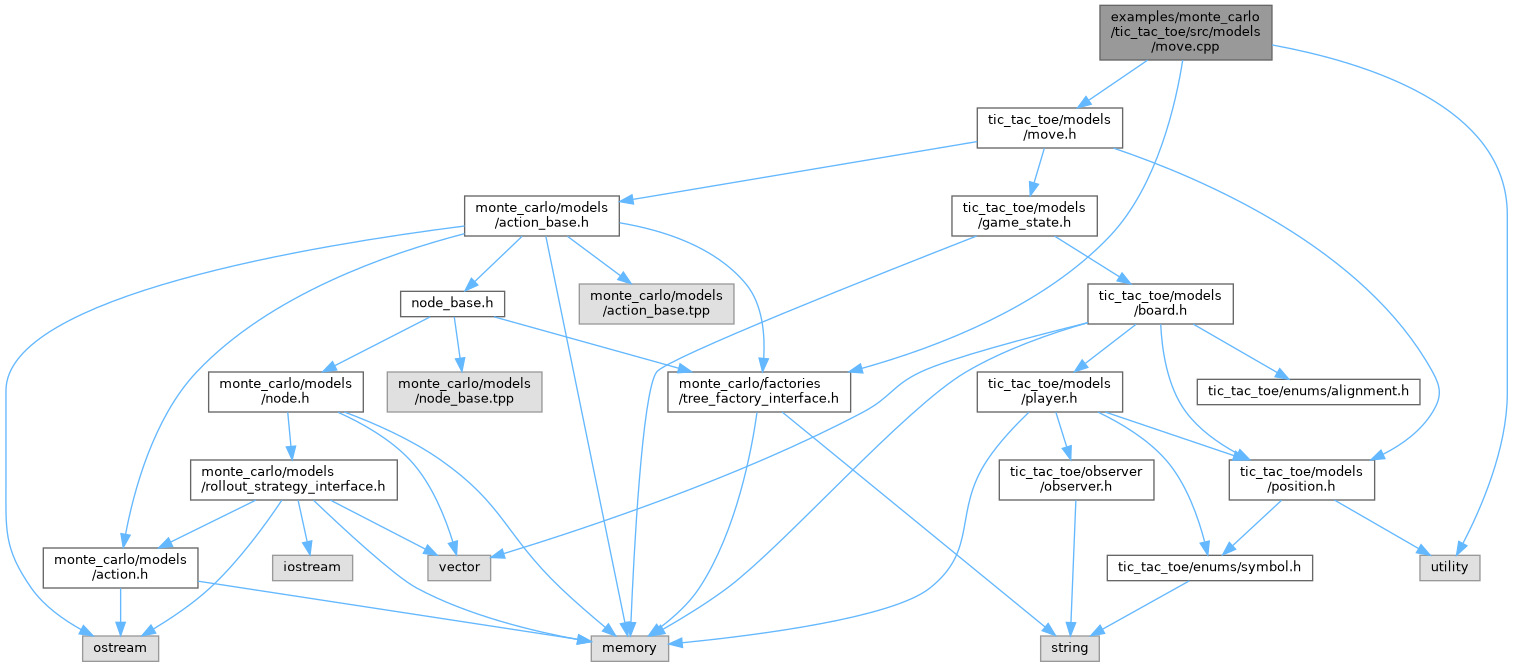 examples/monte_carlo
/tic_tac_toe/src/models
/move.cpp
tic_tac_toe/models
/move.h
monte_carlo/models
/action_base.h
tic_tac_toe/models
/game_state.h
node_base.h
monte_carlo/models
/action_base.tpp
tic_tac_toe/models
/board.h
monte_carlo/models
/node.h
monte_carlo/models
/node_base.tpp
monte_carlo/factories
/tree_factory_interface.h
tic_tac_toe/models
/player.h
tic_tac_toe/enums/alignment.h
monte_carlo/models
/rollout_strategy_interface.h
tic_tac_toe/observer
/observer.h
tic_tac_toe/models
/position.h
monte_carlo/models
/action.h
iostream
vector
tic_tac_toe/enums/symbol.h
utility
ostream
memory
string